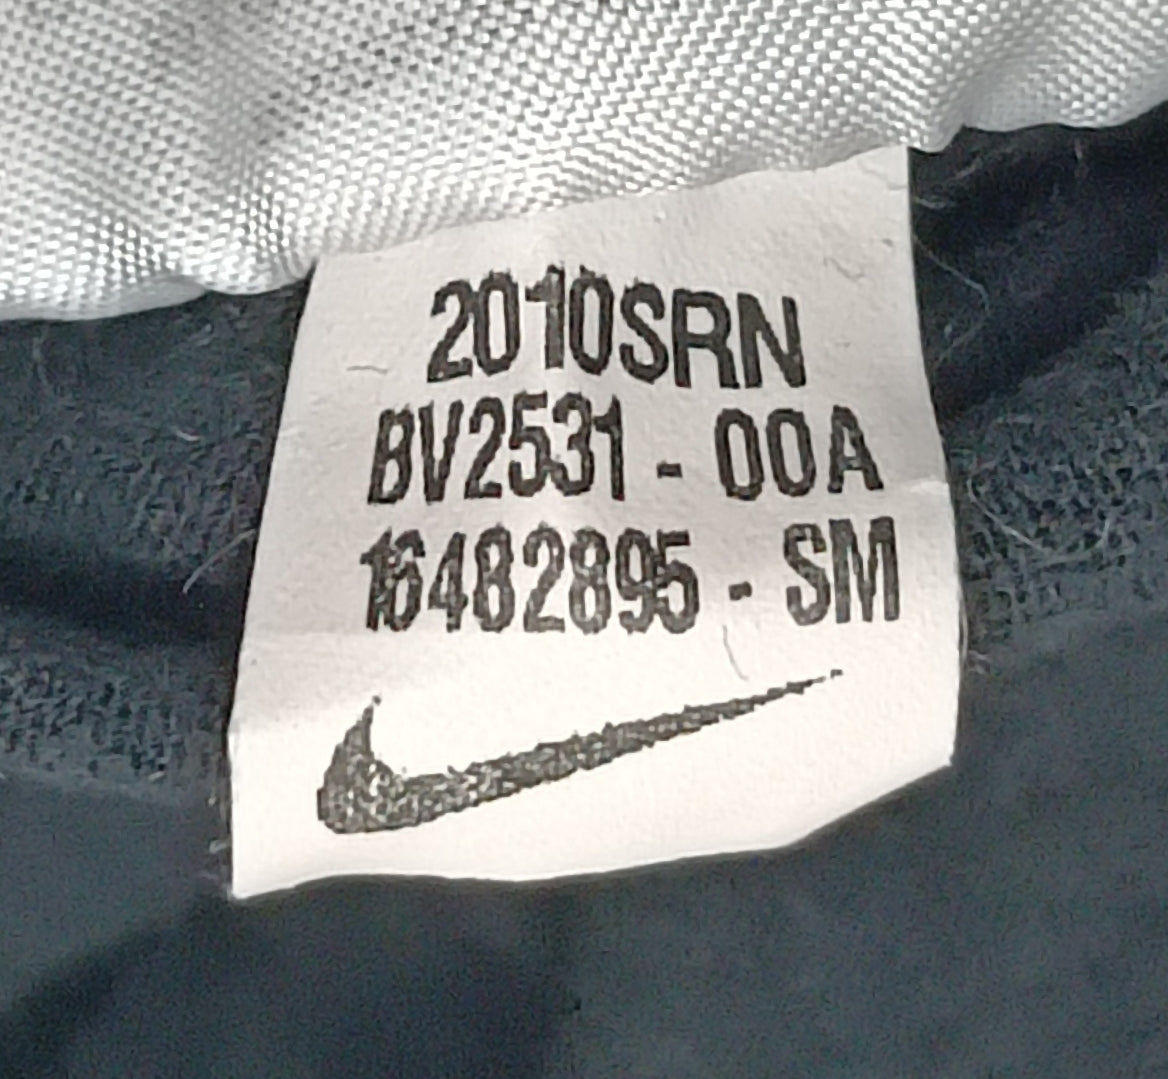 2010SRN
BV2531 - 00A
16482895 - SM